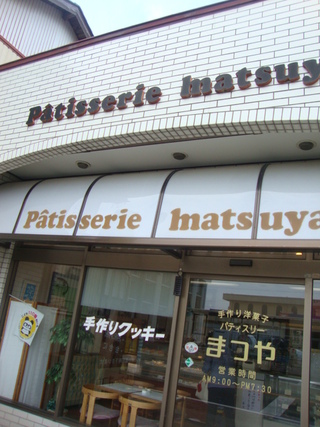 Pâtisserie matsuya
Pâtisserie matsuya
手作りクッキー
手作り洋菓子
パティスリー
まつや
営業時間
AM9:00〜PM7:30